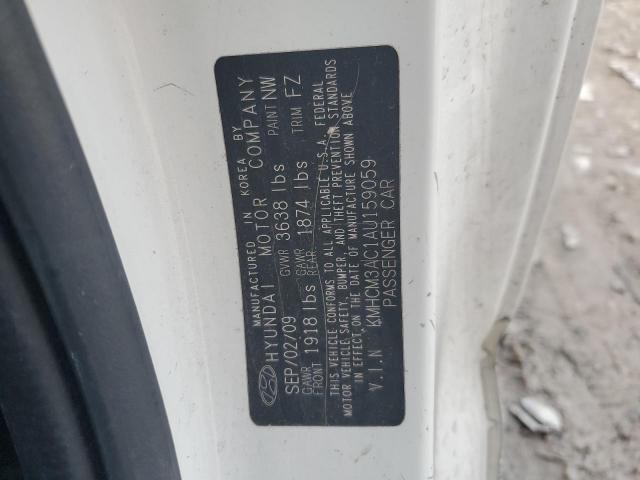 MANUFACTURED IN KOREA BY
HYUNDAI MOTOR COMPANY
SEP/02/09 GVWR 3638 lbs PAINT NW
GAWR FRONT 1918lbs GAWR REAR 1874 lbs TRIM FZ
THIS VEHICLE CONFORMS TO ALL APPLICABLE U.S.A. FEDERAL
MOTOR VEHICLE SAFETY, BUMPER, AND THEFT PREVENTION STANDARDS
IN EFFECT ON THE DATE OF MANUFACTURE SHOWN ABOVE
V.I.N KMHCM3AC1AU159059
PASSENGER CAR